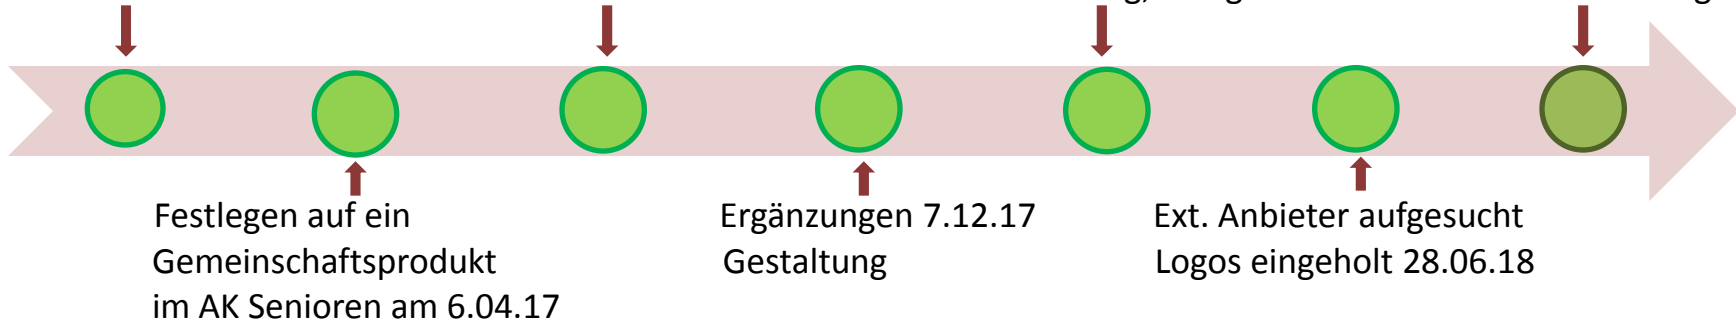 Festlegen auf ein
Gemeinschaftsprodukt
im AK Senioren am 6.04.17
Ergänzungen 7.12.17
Gestaltung
Ext. Anbieter aufgesucht
Logos eingeholt 28.06.18